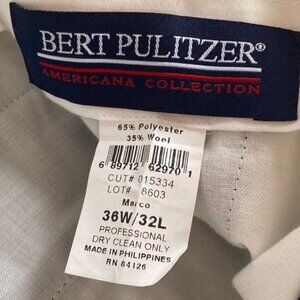 BERT PULITZER®
AMERICANA COLLECTION
65% Polyester
35% Wool
6 89712 62970 1
CUT# 015334
LOT# 8603
Marco
36W/32L
PROFESSIONAL
DRY CLEAN ONLY
MADE IN PHILIPPINES
RN 84126